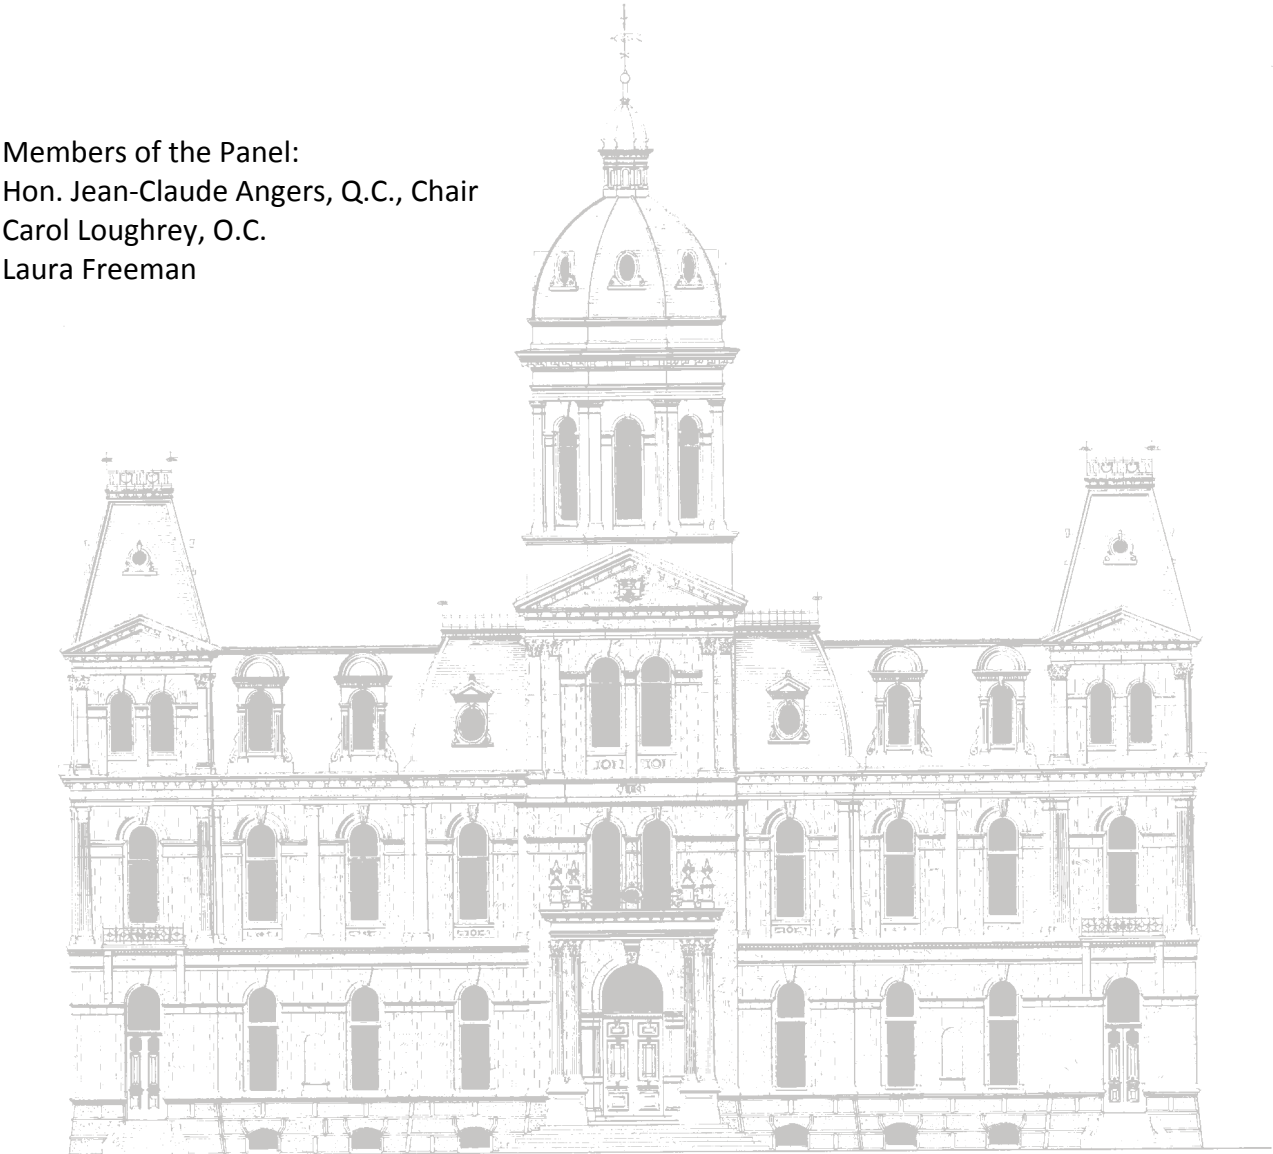 Members of the Panel:
Hon. Jean-Claude Angers, Q.C., Chair
Carol Loughrey, O.C.
Laura Freeman